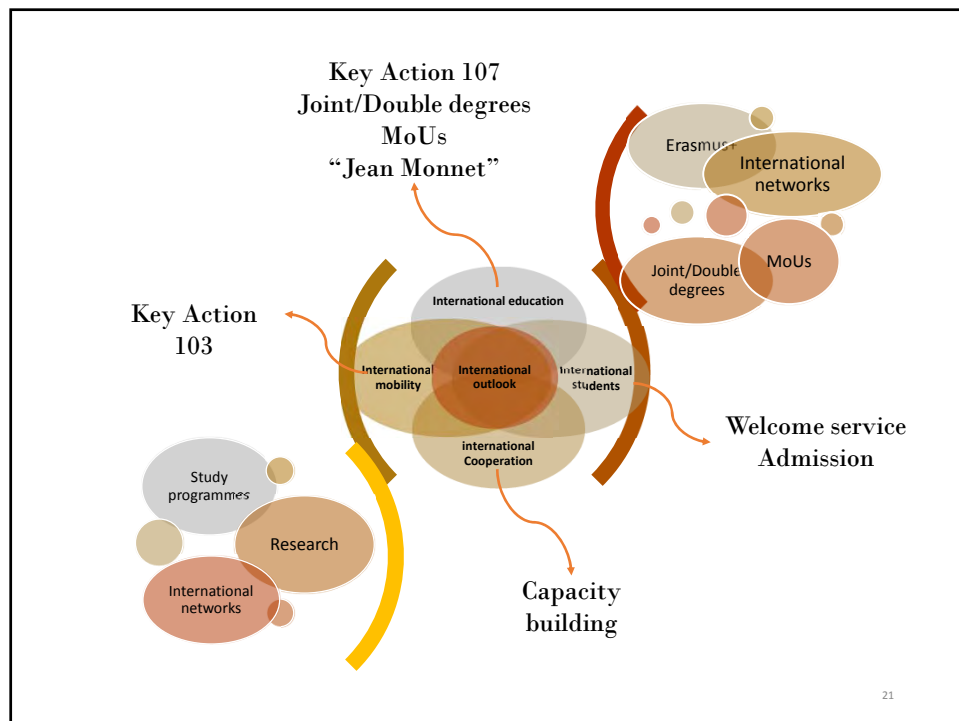 Key Action 107
Joint/Double degrees
MoUs
“Jean Monnet”
Erasmus+
International
networks
Joint/Double
degrees
MoUs
International education
Key Action
103
International
mobility
International
outlook
International
students
international
Cooperation
Welcome service
Admission
Study
programmes
Research
International
networks
Capacity
building
21